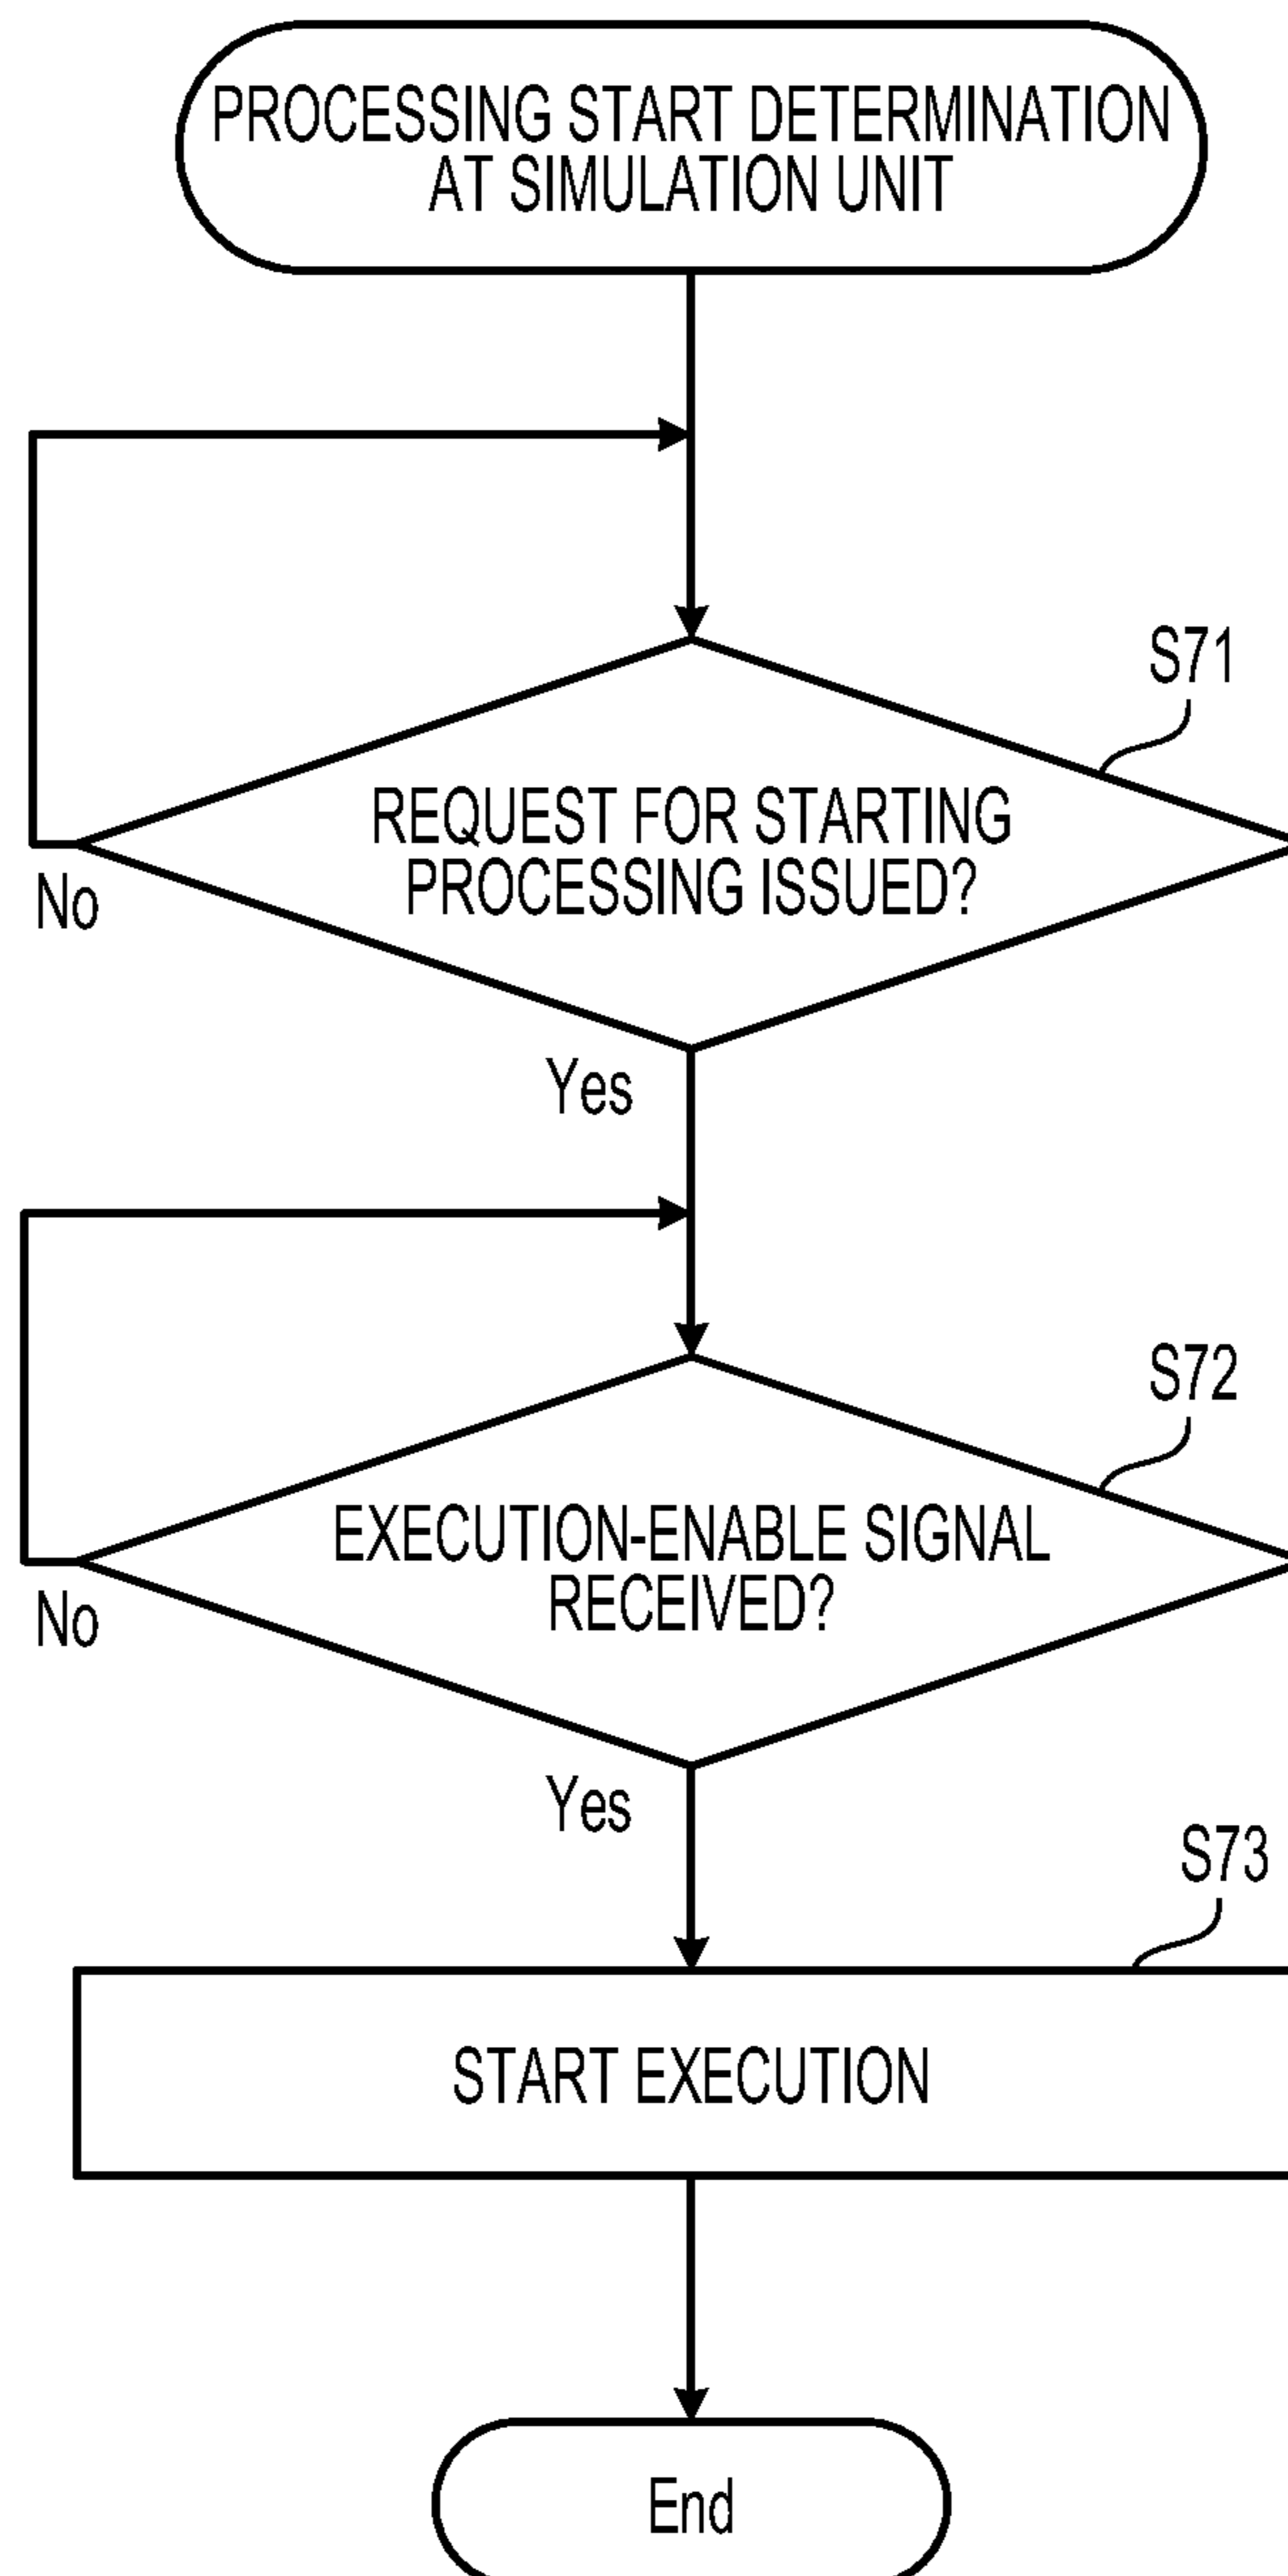 PROCESSING START DETERMINATION
AT SIMULATION UNIT
S71
REQUEST FOR STARTING
PROCESSING ISSUED?
No
Yes
S72
EXECUTION-ENABLE SIGNAL
RECEIVED?
No
Yes
S73
START EXECUTION
End